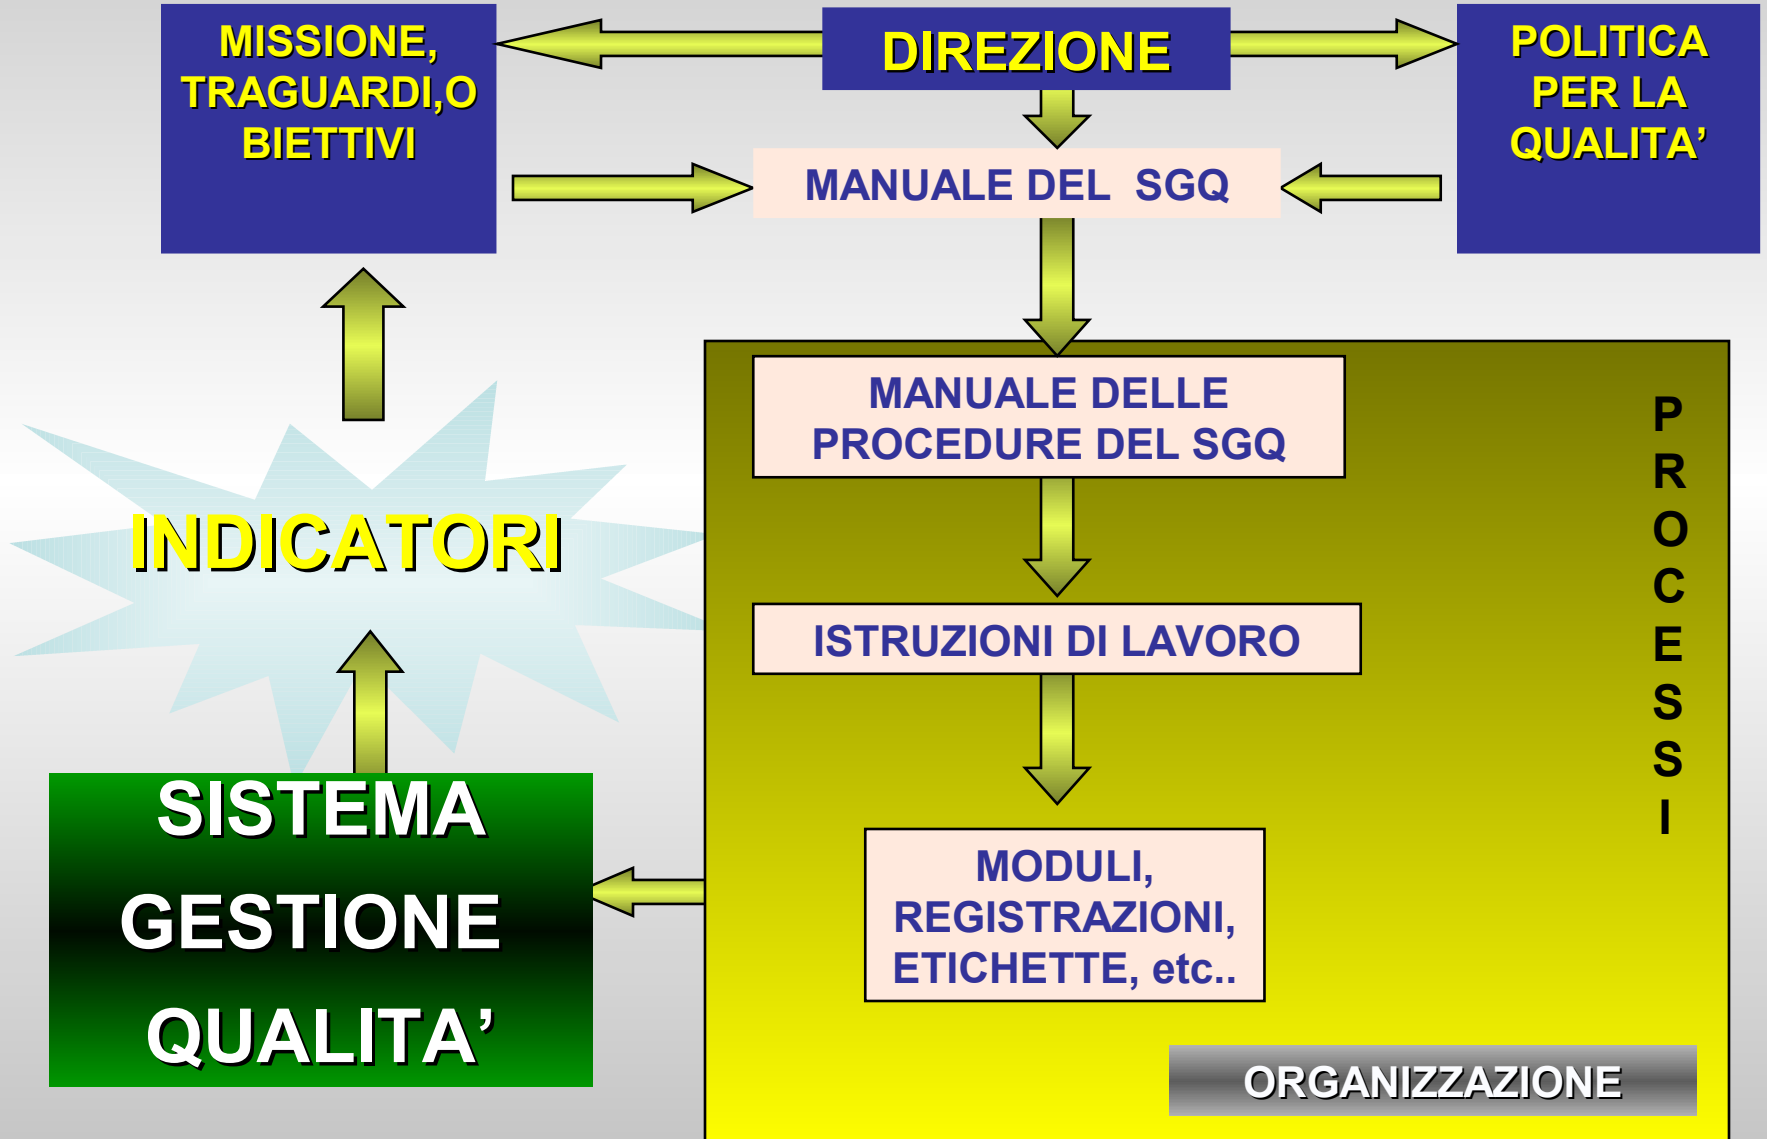 MISSIONE,
TRAGUARDI,O
BIETTIVI
DIREZIONE
POLITICA
PER LA
QUALITA’
MANUALE DEL  SGQ
MANUALE DELLE
PROCEDURE DEL SGQ
P
R
O
C
E
S
S
I
INDICATORI
ISTRUZIONI DI LAVORO
SISTEMA
GESTIONE
QUALITA’
MODULI,
REGISTRAZIONI,
ETICHETTE, etc..
ORGANIZZAZIONE